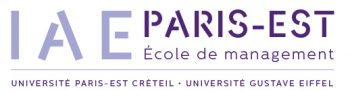 IAE PARIS-EST
École de management
UNIVERSITÉ PARIS-EST CRÉTEIL • UNIVERSITÉ GUSTAVE EIFFEL